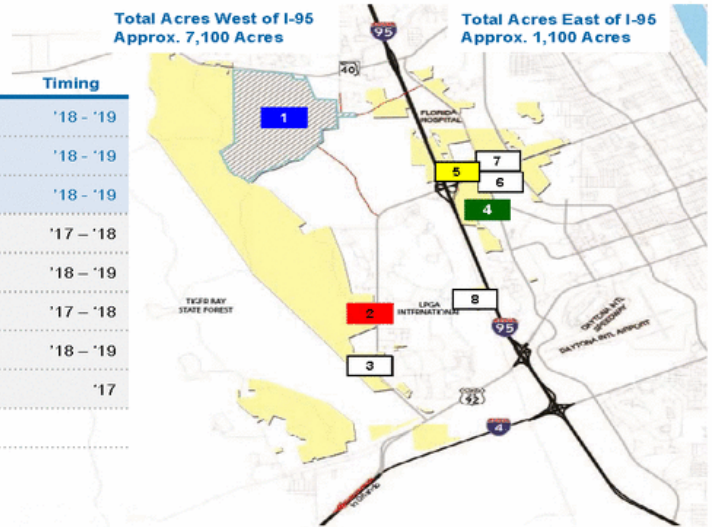 Total Acres West of I-95
Approx. 7,100 Acres
Total Acres East of I-95
Approx. 1,100 Acres
Timing
'18 - '19
'18 - '19
'18 - '19
'17 – '18
'18 – '19
'17 – '18
'18 – '19
'17
95
40
1
FLORIDA
HOSPITAL
5
7
6
4
TIGER BAY
STATE FOREST
2
LPGA
INTERNATIONAL
8
3
95
DAYTONA INTL
SPEEDWAY
DAYTONA INTL AIRPORT
92
4